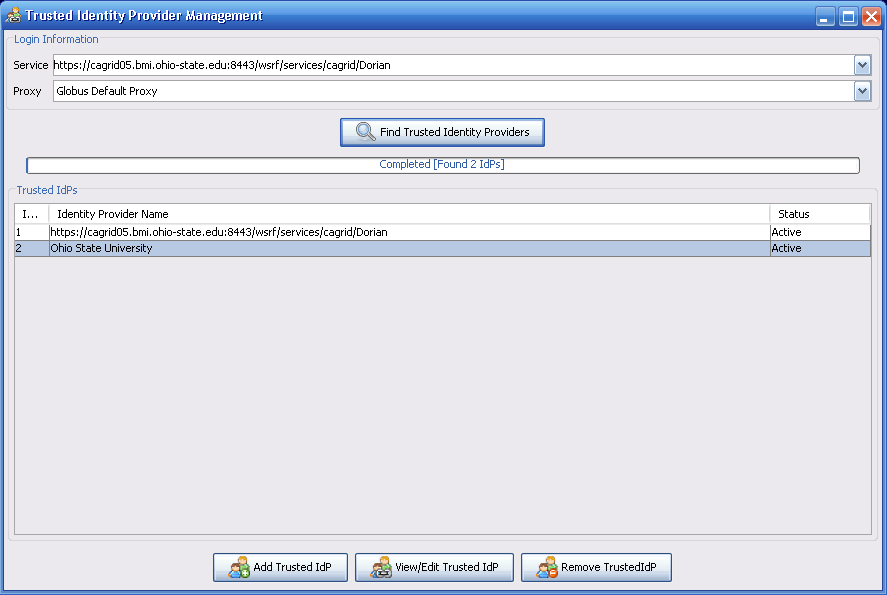 Trusted Identity Provider Management
Login Information
Service https://cagrid05.bmi.ohio-state.edu:8443/wsrf/services/cagrid/Dorian
Proxy Globus Default Proxy
Find Trusted Identity Providers
Completed [Found 2 IdPs]
Trusted IdPs
I... Identity Provider Name Status
1 https://cagrid05.bmi.ohio-state.edu:8443/wsrf/services/cagrid/Dorian Active
2 Ohio State University Active
Add Trusted IdP View/Edit Trusted IdP Remove TrustedIdP